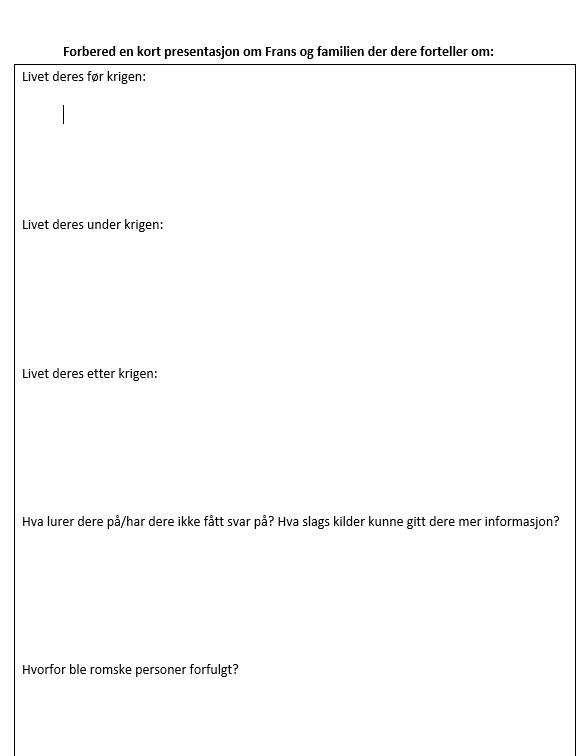 Forbered en kort presentasjon om Frans og familien der dere forteller om:
Livet deres før krigen:
Livet deres under krigen:
Livet deres etter krigen:
Hva lurer dere på/har dere ikke fått svar på? Hva slags kilder kunne gitt dere mer informasjon?
Hvorfor ble romske personer forfulgt?